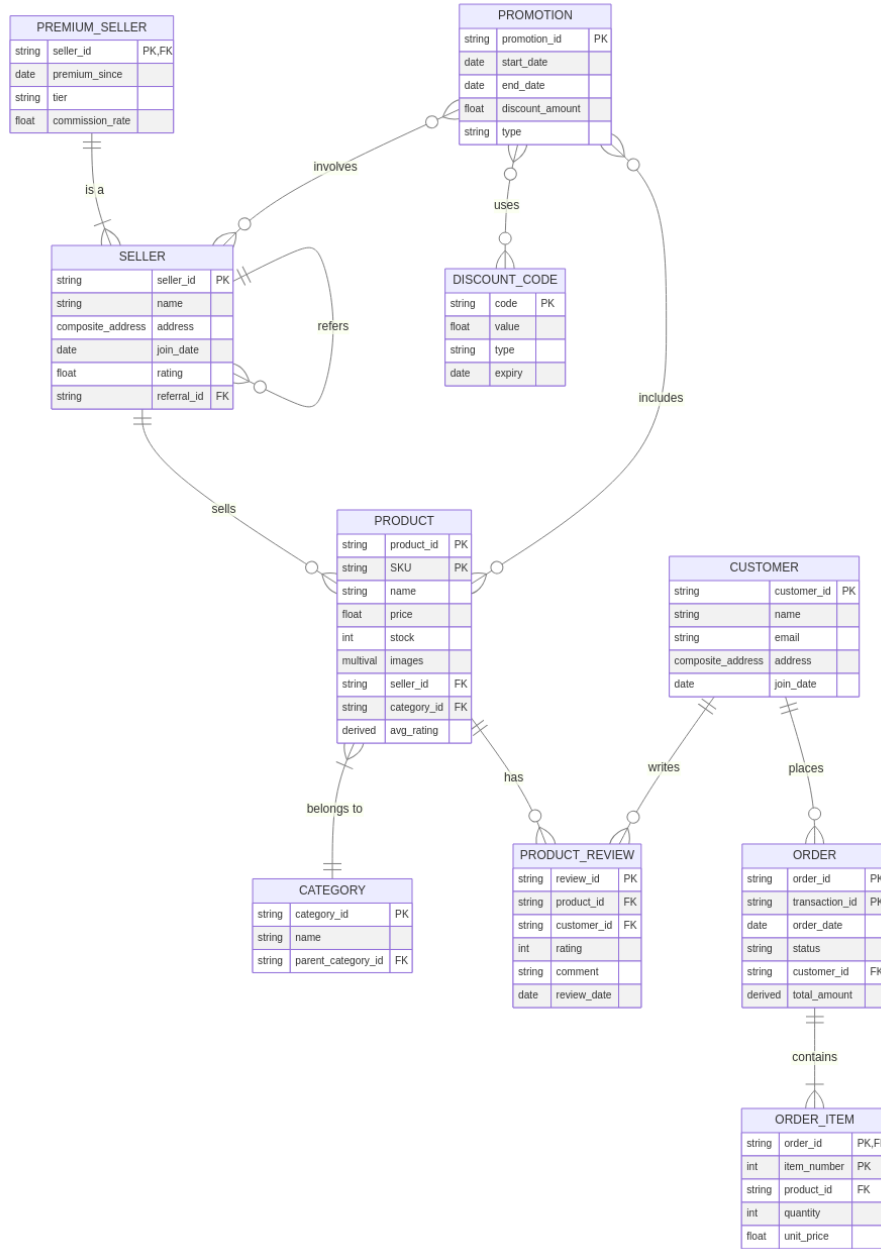 PREMIUM_SELLER
string seller_id PK,FK
date premium_since
string tier
float commission_rate
PROMOTION
string promotion_id PK
date start_date
date end_date
float discount_amount
string type
involves
is a
uses
SELLER
string seller_id PK
string name
composite_address address
date join_date
float rating
string referral_id FK
refers
DISCOUNT_CODE
string code PK
float value
string type
date expiry
includes
sells
PRODUCT
string product_id PK
string SKU PK
string name
float price
int stock
multival images
string seller_id FK
string category_id FK
derived avg_rating
CUSTOMER
string customer_id PK
string name
string email
composite_address address
date join_date
has
writes
places
belongs to
CATEGORY
string category_id PK
string name
string parent_category_id FK
PRODUCT_REVIEW
string review_id PK
string product_id FK
string customer_id FK
int rating
string comment
date review_date
ORDER
string order_id PK
string transaction_id PK
date order_date
string status
string customer_id FK
derived total_amount
contains
ORDER_ITEM
string order_id PK,F
int item_number PK
string product_id FK
int quantity
float unit_price